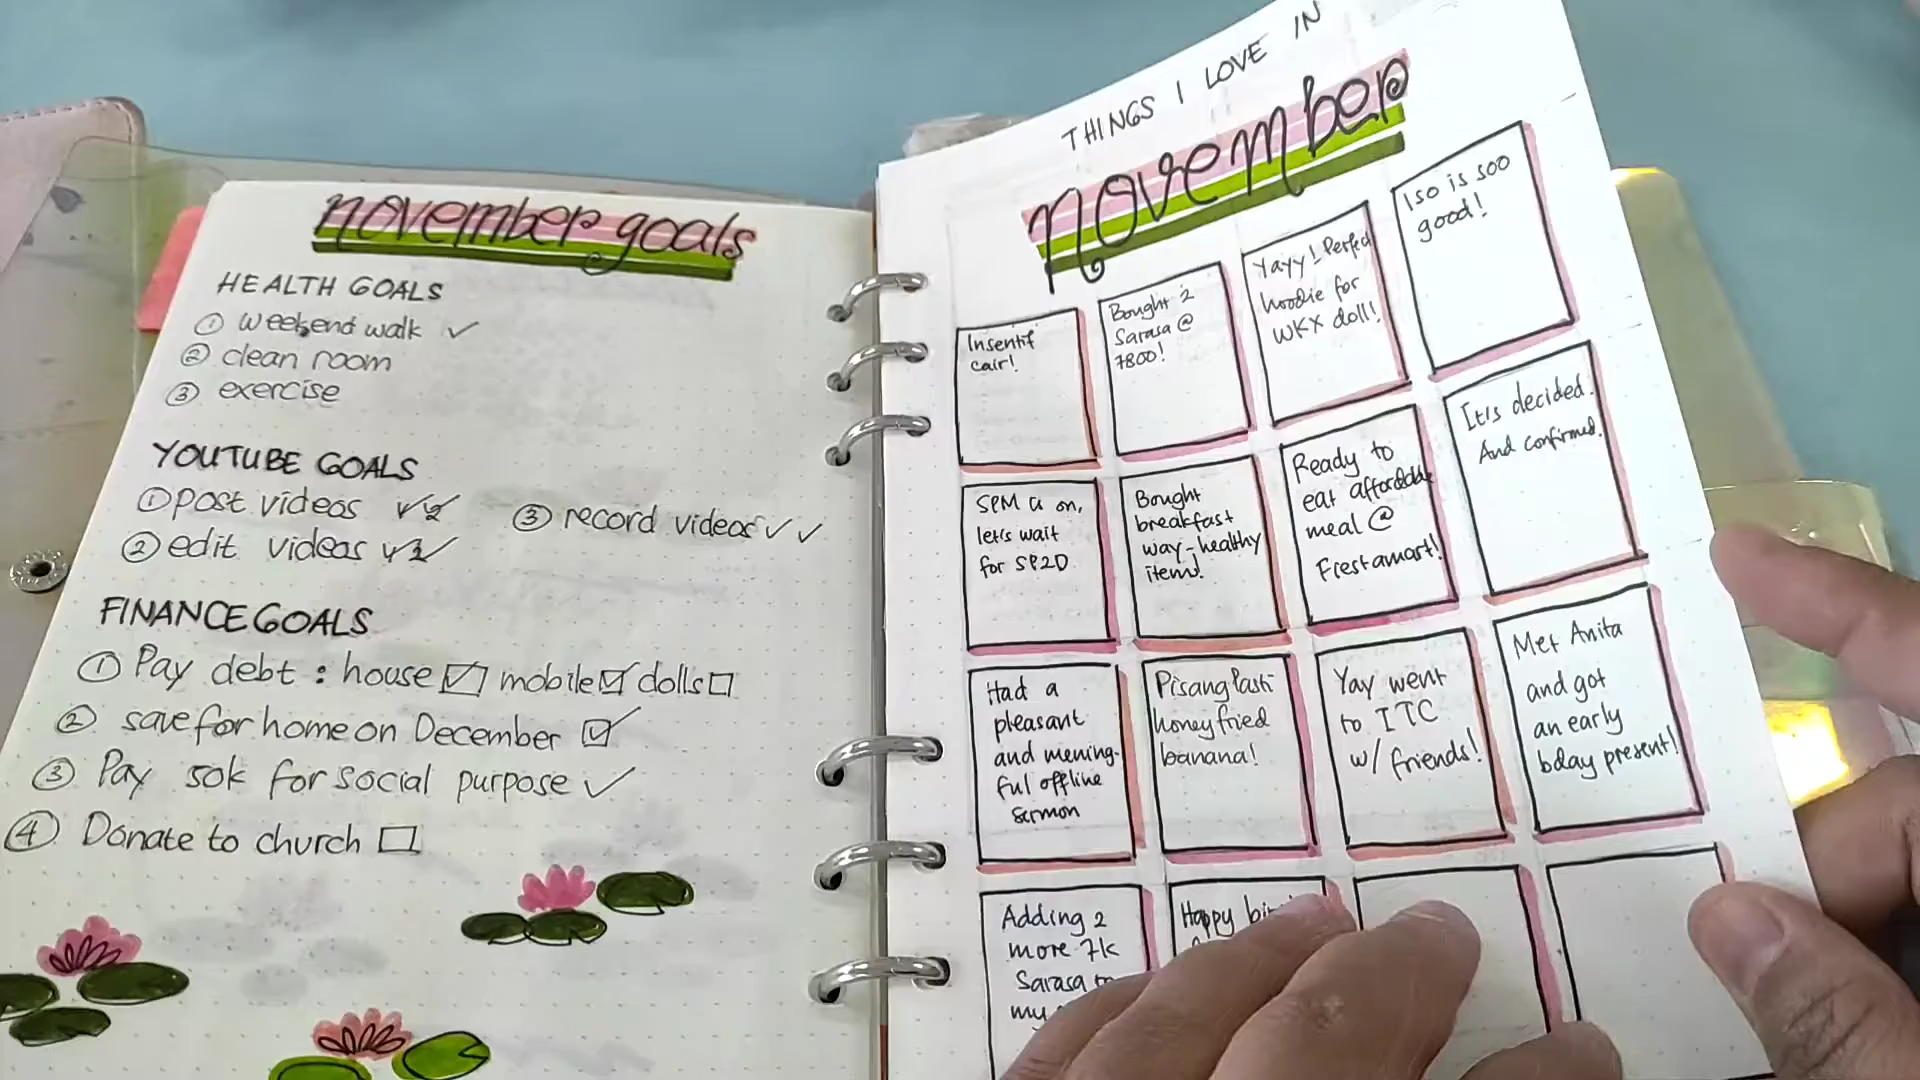 november goals
HEALTH GOALS
① weekend walk ✓
② clean room
③ exercise
YOUTUBE GOALS
① post videos
② edit videos
③ record videos ✓ ✓
FINANCE GOALS
① Pay debt : house ☑ mobile ☑ dolls ☐
② save for home on December ☑
③ Pay 50k for social purpose ✓
④ Donate to church ☐
THINGS I LOVE IN
november
Insentif
cair!
Bought 2
Sarasa @
7800!
Yayy! Perfect
hoodie for
WKX doll!
Iso is soo
good!
SPM is on,
let's wait
for SP2D
Bought
breakfast
way-healthy
items!
Ready to
eat affordable
meal @
Frestamart!
It's decided.
And confirmed.
Had a
pleasant
and mening-
ful offline
sermon
Pisang Pasti
honey fried
banana!
Yay went
to ITC
w/ friends!
Met Anita
and got
an early
bday present!
Adding 2
more 7k
Sarasa to
my
Happy